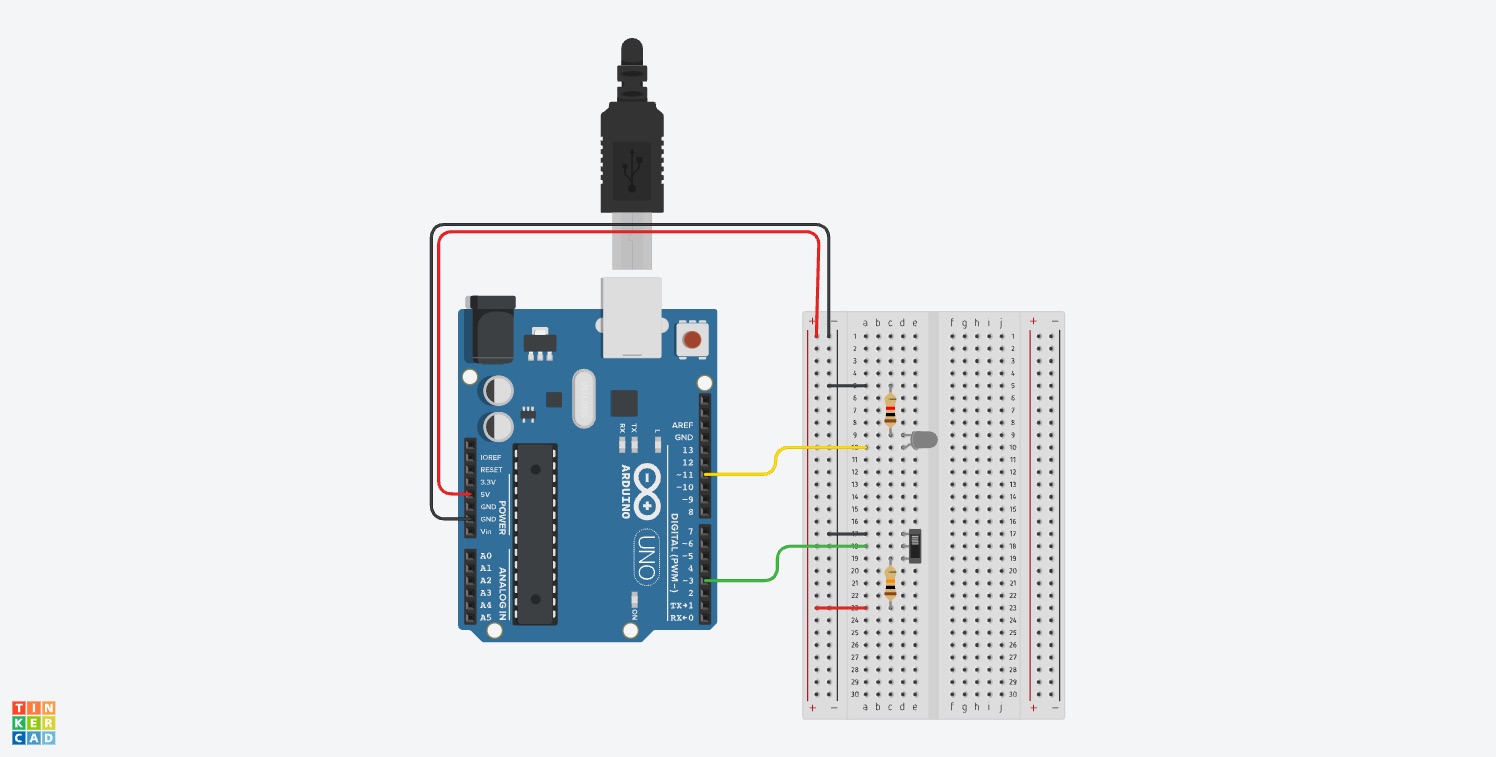 IOREF
RESET
3.3V
5V
GND
GND
Vin
POWER
A0
A1
A2
A3
A4
A5
ANALOG IN
RX
TX
L
ARDUINO
UNO
ON
AREF
GND
13
12
~11
~10
~9
8
7
~6
~5
4
~3
2
TX→1
RX←0
DIGITAL (PWM~)
+ − a b c d e f g h i j + −
1 1
2 2
3 3
4 4
5 5
6 6
7 7
8 8
9 9
10 10
11 11
12 12
13 13
14 14
15 15
16 16
17 17
18 18
19 19
20 20
21 21
22 22
23 23
24 24
25 25
26 26
27 27
28 28
29 29
30 30
+ − a b c d e f g h i j + −
TIN
KER
CAD